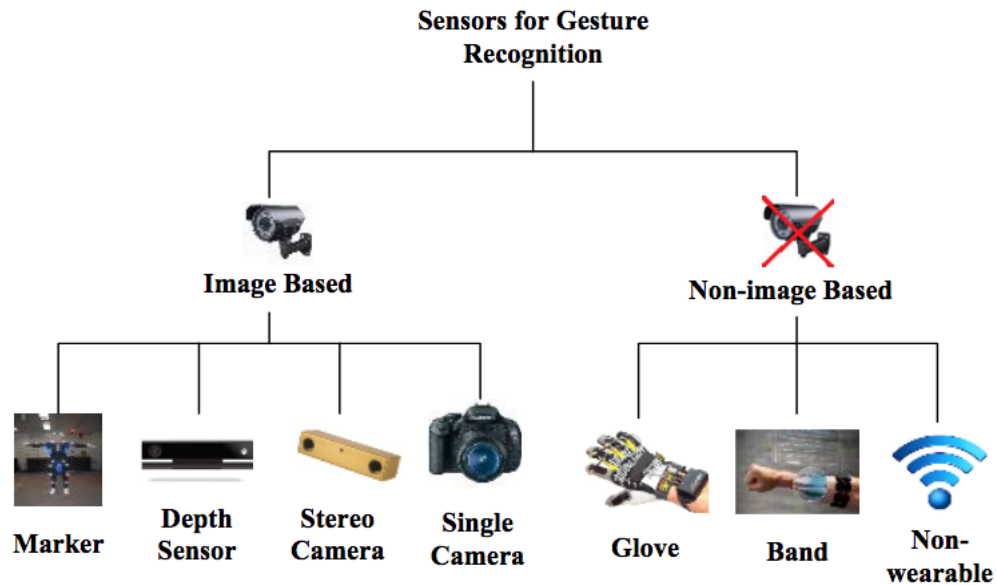 Sensors for Gesture
Recognition
Image Based
Non-image Based
Marker
Depth
Sensor
Stereo
Camera
Single
Camera
Glove
Band
Non-
wearable